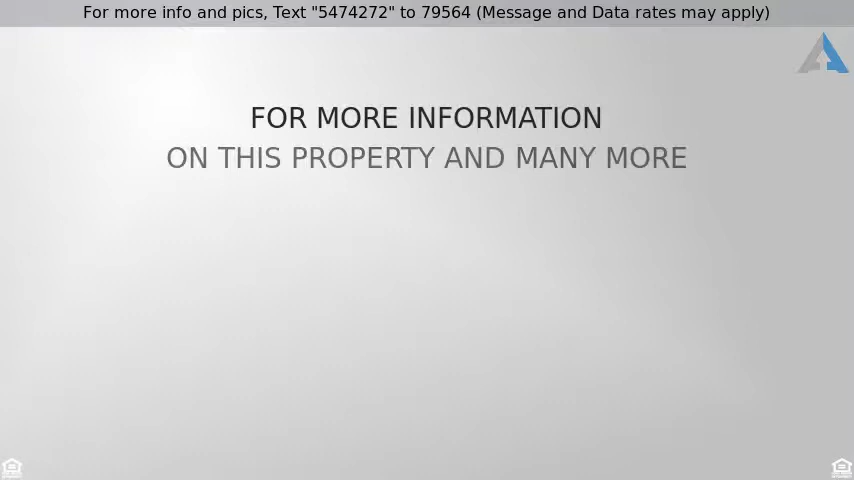 For more info and pics, Text "5474272" to 79564 (Message and Data rates may apply)
FOR MORE INFORMATION
ON THIS PROPERTY AND MANY MORE